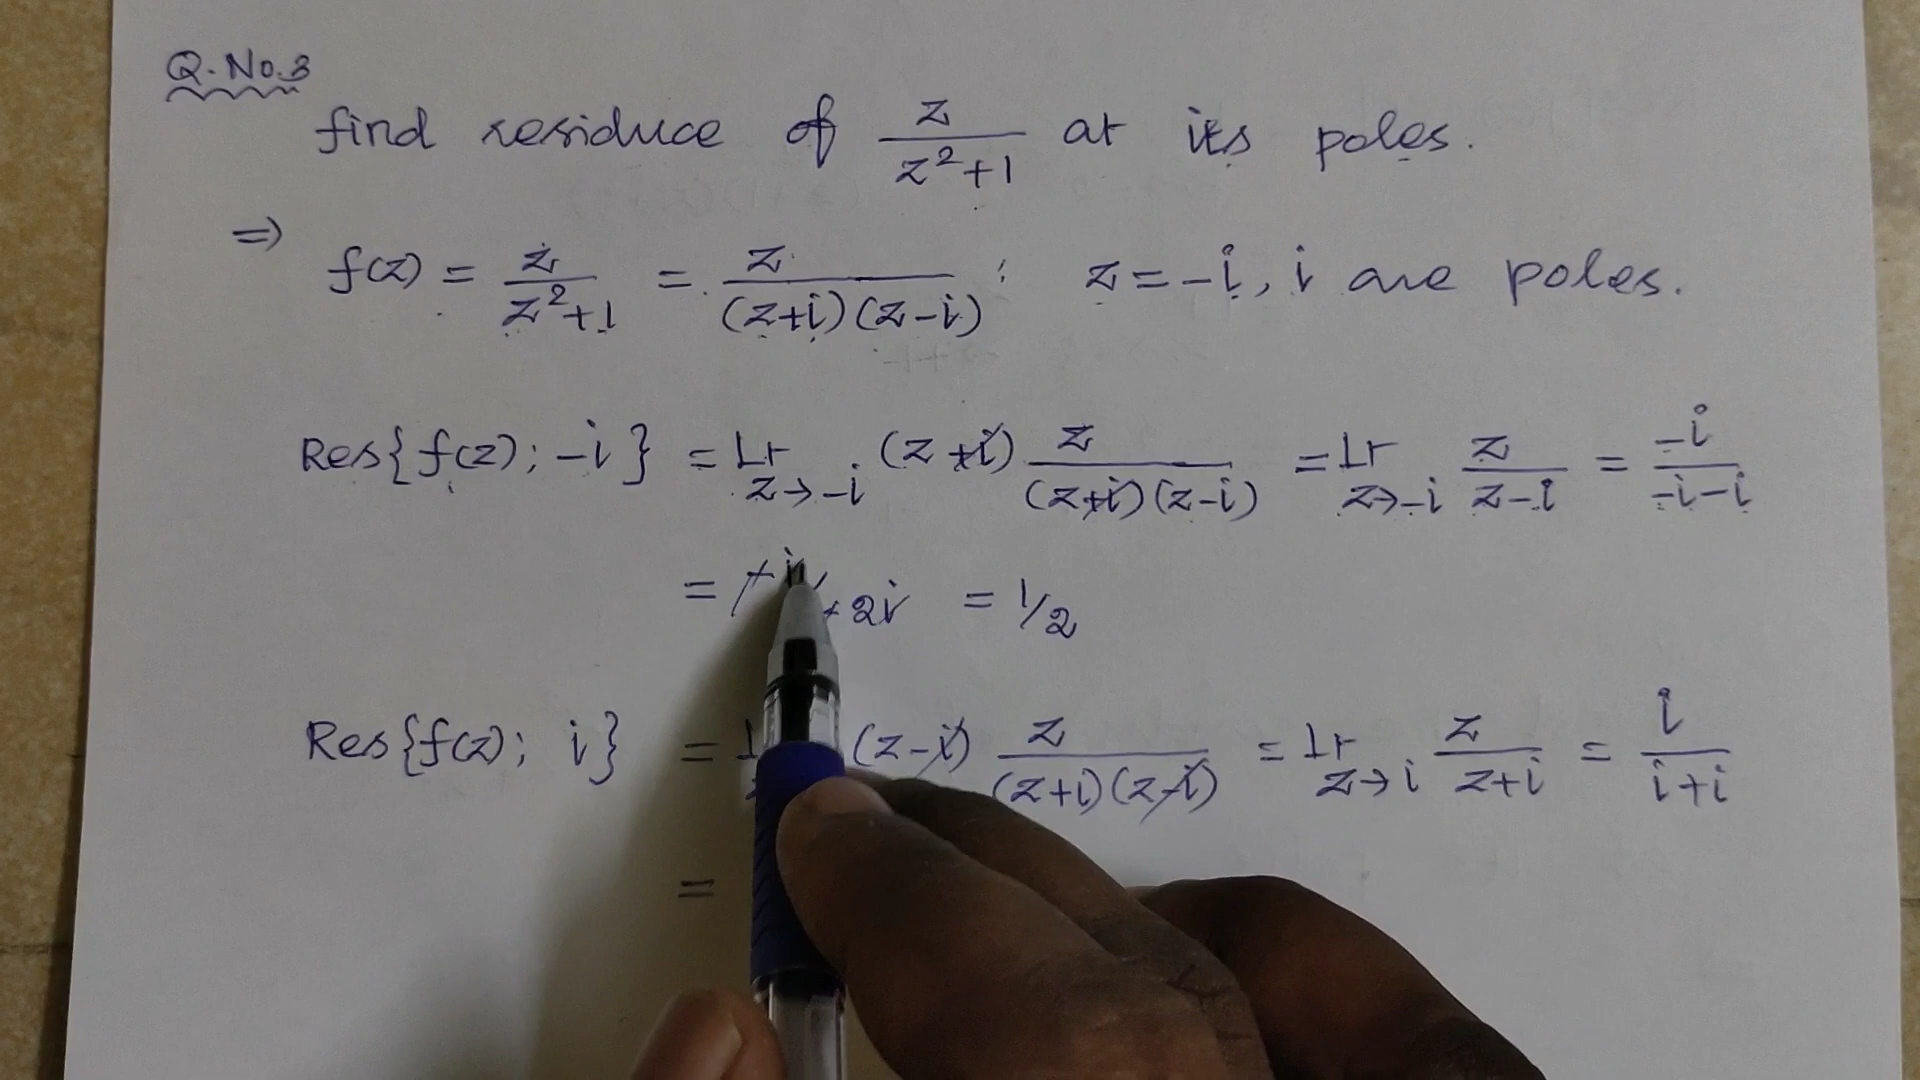 Q. No. 3
find residuce of z/(z²+1) at its poles.
⇒ f(z) = z/(z²+1) = z/((z+i)(z-i)) ; z = -i, i are poles.
Res{f(z); -i} = Lt z→-i (z+i) z/((z+i)(z-i)) = Lt z→-i z/(z-i) = -i/(-i-i)
= 2i = 1/2
Res{f(z); i} = (z-i) z/((z+i)(z-i)) = Lt z→i z/(z+i) = i/(i+i)
=